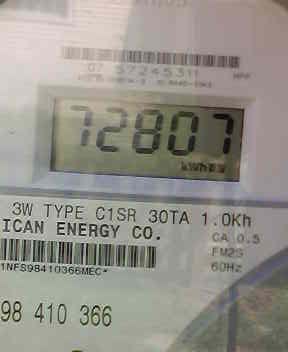 07 57245311
72807
kWhrs
3W TYPE C1SR 30TA 1.0Kh
ICAN ENERGY CO.
CA 0.5
FM2S
60Hz
1NFS98410366MEC*
98 410 366